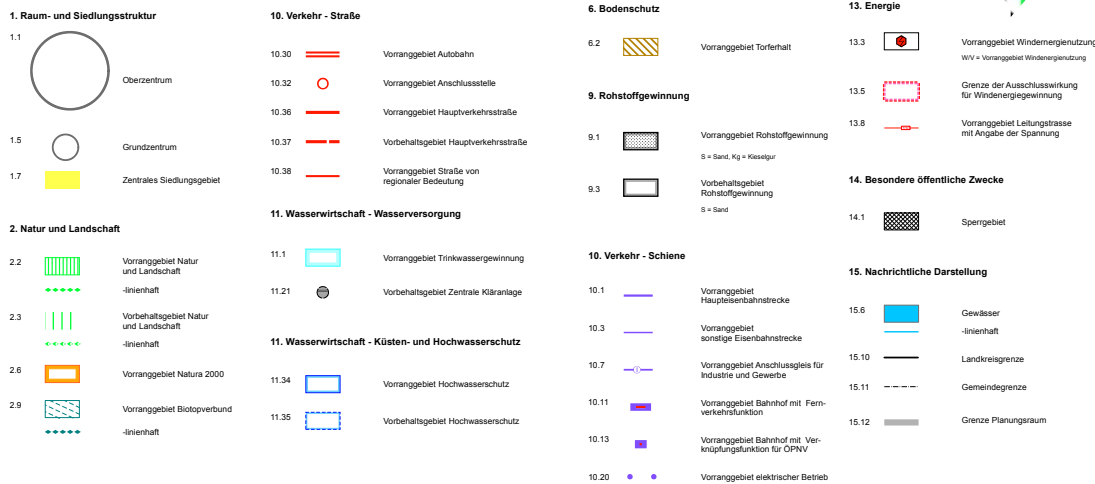 1. Raum- und Siedlungsstruktur
1.1
Oberzentrum
1.5
Grundzentrum
1.7
Zentrales Siedlungsgebiet
2. Natur und Landschaft
2.2
Vorranggebiet Natur
und Landschaft
-linienhaft
2.3
Vorbehaltsgebiet Natur
und Landschaft
-linienhaft
2.6
Vorranggebiet Natura 2000
2.9
Vorranggebiet Biotopverbund
-linienhaft
10. Verkehr - Straße
10.30
Vorranggebiet Autobahn
10.32
Vorranggebiet Anschlussstelle
10.36
Vorranggebiet Hauptverkehrsstraße
10.37
Vorbehaltsgebiet Hauptverkehrsstraße
10.38
Vorranggebiet Straße von
regionaler Bedeutung
11. Wasserwirtschaft - Wasserversorgung
11.1
Vorranggebiet Trinkwassergewinnung
11.21
Vorbehaltsgebiet Zentrale Kläranlage
11. Wasserwirtschaft - Küsten- und Hochwasserschutz
11.34
Vorranggebiet Hochwasserschutz
11.35
Vorbehaltsgebiet Hochwasserschutz
6. Bodenschutz
6.2
Vorranggebiet Torferhalt
9. Rohstoffgewinnung
9.1
Vorranggebiet Rohstoffgewinnung
S = Sand, Kg = Kieselgur
9.3
Vorbehaltsgebiet
Rohstoffgewinnung
S = Sand
10. Verkehr - Schiene
10.1
Vorranggebiet
Haupteisenbahnstrecke
10.3
Vorranggebiet
sonstige Eisenbahnstrecke
10.7
Vorranggebiet Anschlussgleis für
Industrie und Gewerbe
10.11
Vorranggebiet Bahnhof mit Fern-
verkehrsfunktion
10.13
Vorranggebiet Bahnhof mit Ver-
knüpfungsfunktion für ÖPNV
10.20
Vorranggebiet elektrischer Betrieb
13. Energie
13.3
Vorranggebiet Windenergienutzung
W/V = Vorranggebiet Windenergienutzung
13.5
Grenze der Ausschlusswirkung
für Windenergiegewinnung
13.8
Vorranggebiet Leitungstrasse
mit Angabe der Spannung
14. Besondere öffentliche Zwecke
14.1
Sperrgebiet
15. Nachrichtliche Darstellung
15.6
Gewässer
-linienhaft
15.10
Landkreisgrenze
15.11
Gemeindegrenze
15.12
Grenze Planungsraum